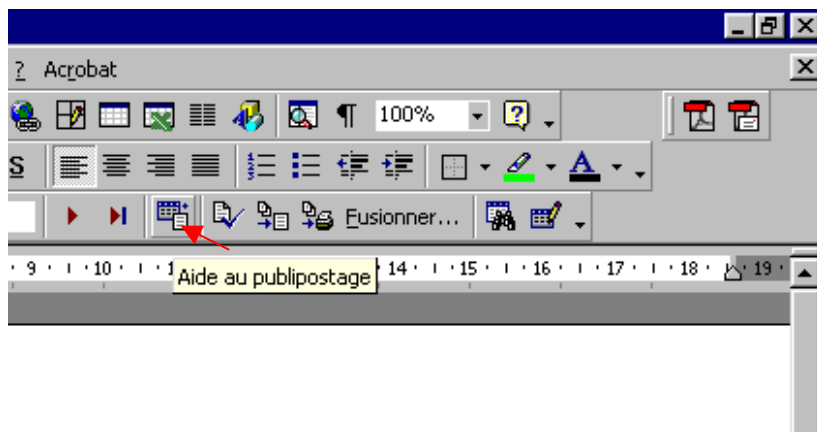 ? Acrobat
100%
S
Fusionner...
9 10 1 14 15 16 17 18 19
Aide au publipostage